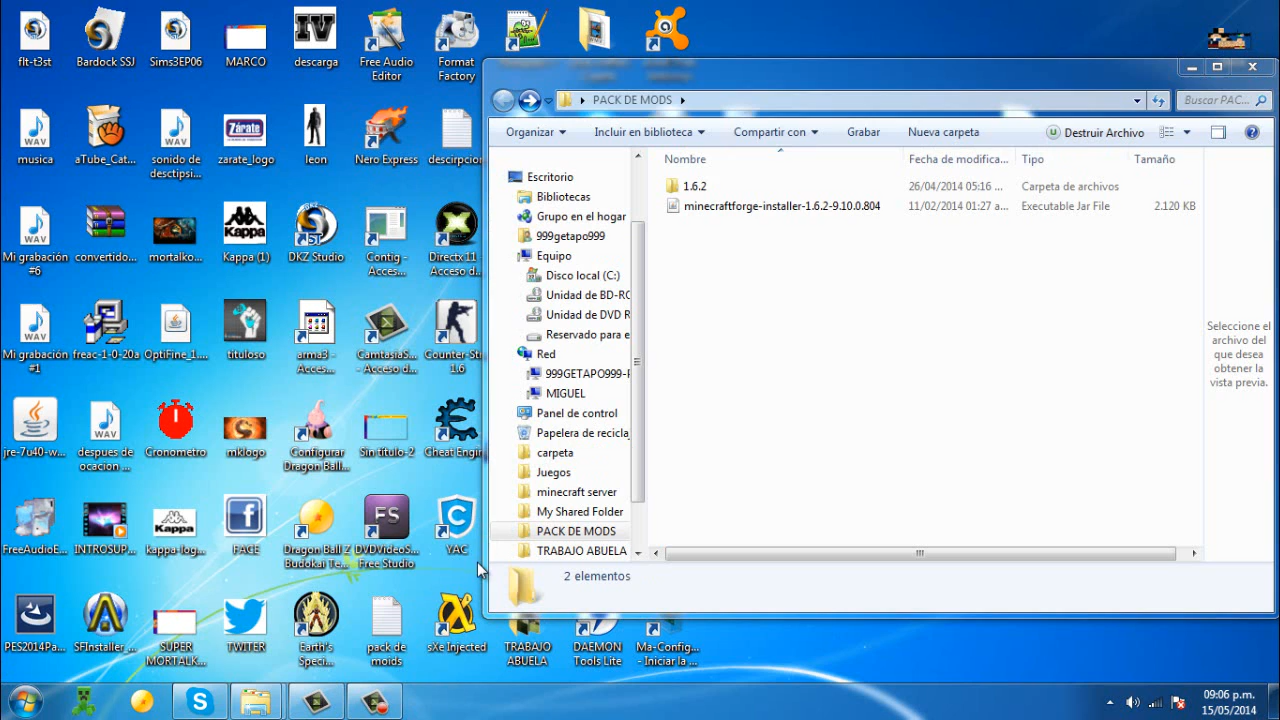 flt-t3st
Bardock SSJ
Sims3EP06
MARCO
descarga
Free Audio
Editor
Format
Factory
musica
aTube_Cat...
sonido de
desctipsi...
zarate_logo
leon
Nero Express
descirpcion
Mi grabación
#6
convertido...
mortalko...
Kappa (1)
DKZ Studio
Contig -
Acces...
Directx11
- Acceso d...
Mi grabación
#1
freac-1-0-20a
OptiFine_1....
tituloso
arma3 -
Acces...
CamtasiaS...
- Acceso d...
Counter-Str
1.6
jre-7u40-w...
despues de
ocacion ...
Cronometro
mklogo
Configurar
Dragon Ball...
Sin título-2
Cheat Engin
FreeAudioE...
INTROSUP...
kappa-log...
FACE
Dragon Ball Z
Budokai Te...
DVDVideoS...
Free Studio
YAC
PES2014Pa...
SFInstaller_...
SUPER
MORTALK...
TWITER
Earth's
Speci...
pack de
moids
sXe Injected
TRABAJO
ABUELA
DAEMON
Tools Lite
Ma-Config...
- Iniciar la ...
PACK DE MODS
Buscar PAC...
Organizar
Incluir en biblioteca
Compartir con
Grabar
Nueva carpeta
Destruir Archivo
Nombre
Fecha de modifica...
Tipo
Tamaño
1.6.2
26/04/2014 05:16 ...
Carpeta de archivos
minecraftforge-installer-1.6.2-9.10.0.804
11/02/2014 01:27 a...
Executable Jar File
2.120 KB
Escritorio
Bibliotecas
Grupo en el hogar
999getapo999
Equipo
Disco local (C:)
Unidad de BD-RO
Unidad de DVD R
Reservado para e
Red
999GETAPO999-P
MIGUEL
Panel de control
Papelera de recicla
carpeta
Juegos
minecraft server
My Shared Folder
PACK DE MODS
TRABAJO ABUELA
Seleccione el
archivo del
que desea
obtener la
vista previa.
2 elementos
09:06 p.m.
15/05/2014